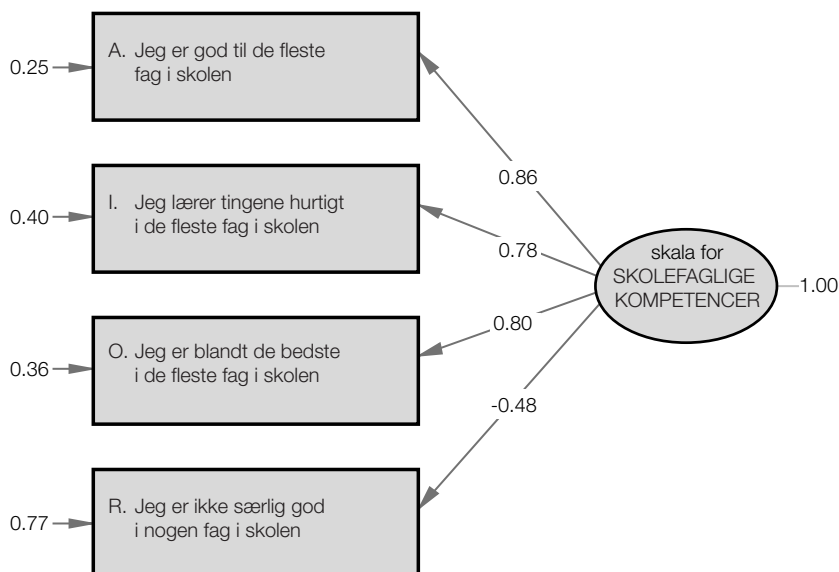 0.25
A. Jeg er god til de fleste
fag i skolen
0.86
0.40
I. Jeg lærer tingene hurtigt
i de fleste fag i skolen
0.78
skala for
SKOLEFAGLIGE
KOMPETENCER
1.00
0.36
O. Jeg er blandt de bedste
i de fleste fag i skolen
0.80
-0.48
0.77
R. Jeg er ikke særlig god
i nogen fag i skolen